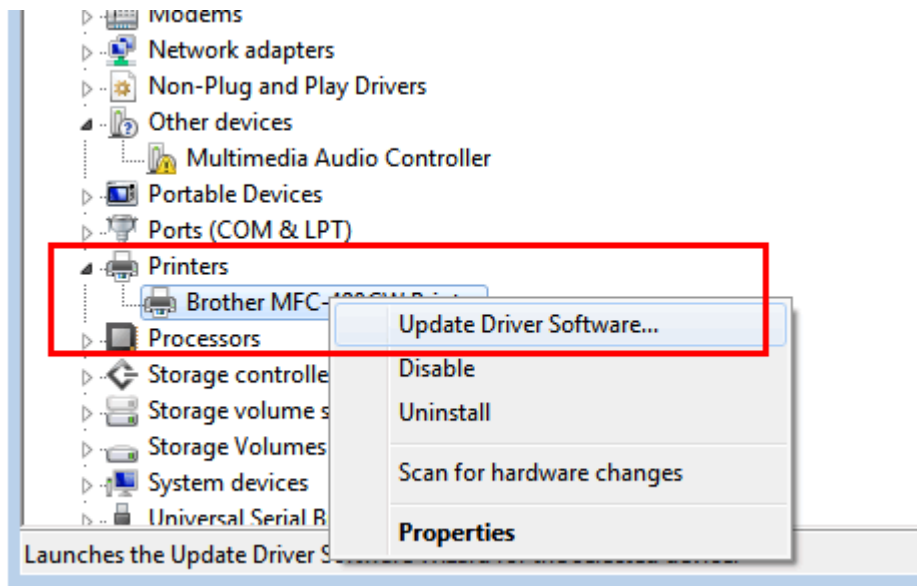 Modems
Network adapters
Non-Plug and Play Drivers
Other devices
Multimedia Audio Controller
Portable Devices
Ports (COM & LPT)
Printers
Brother MFC-
Update Driver Software...
Processors
Disable
Storage controlle
Uninstall
Storage volume s
Storage Volumes
Scan for hardware changes
System devices
Universal Serial B
Properties
Launches the Update Driver S